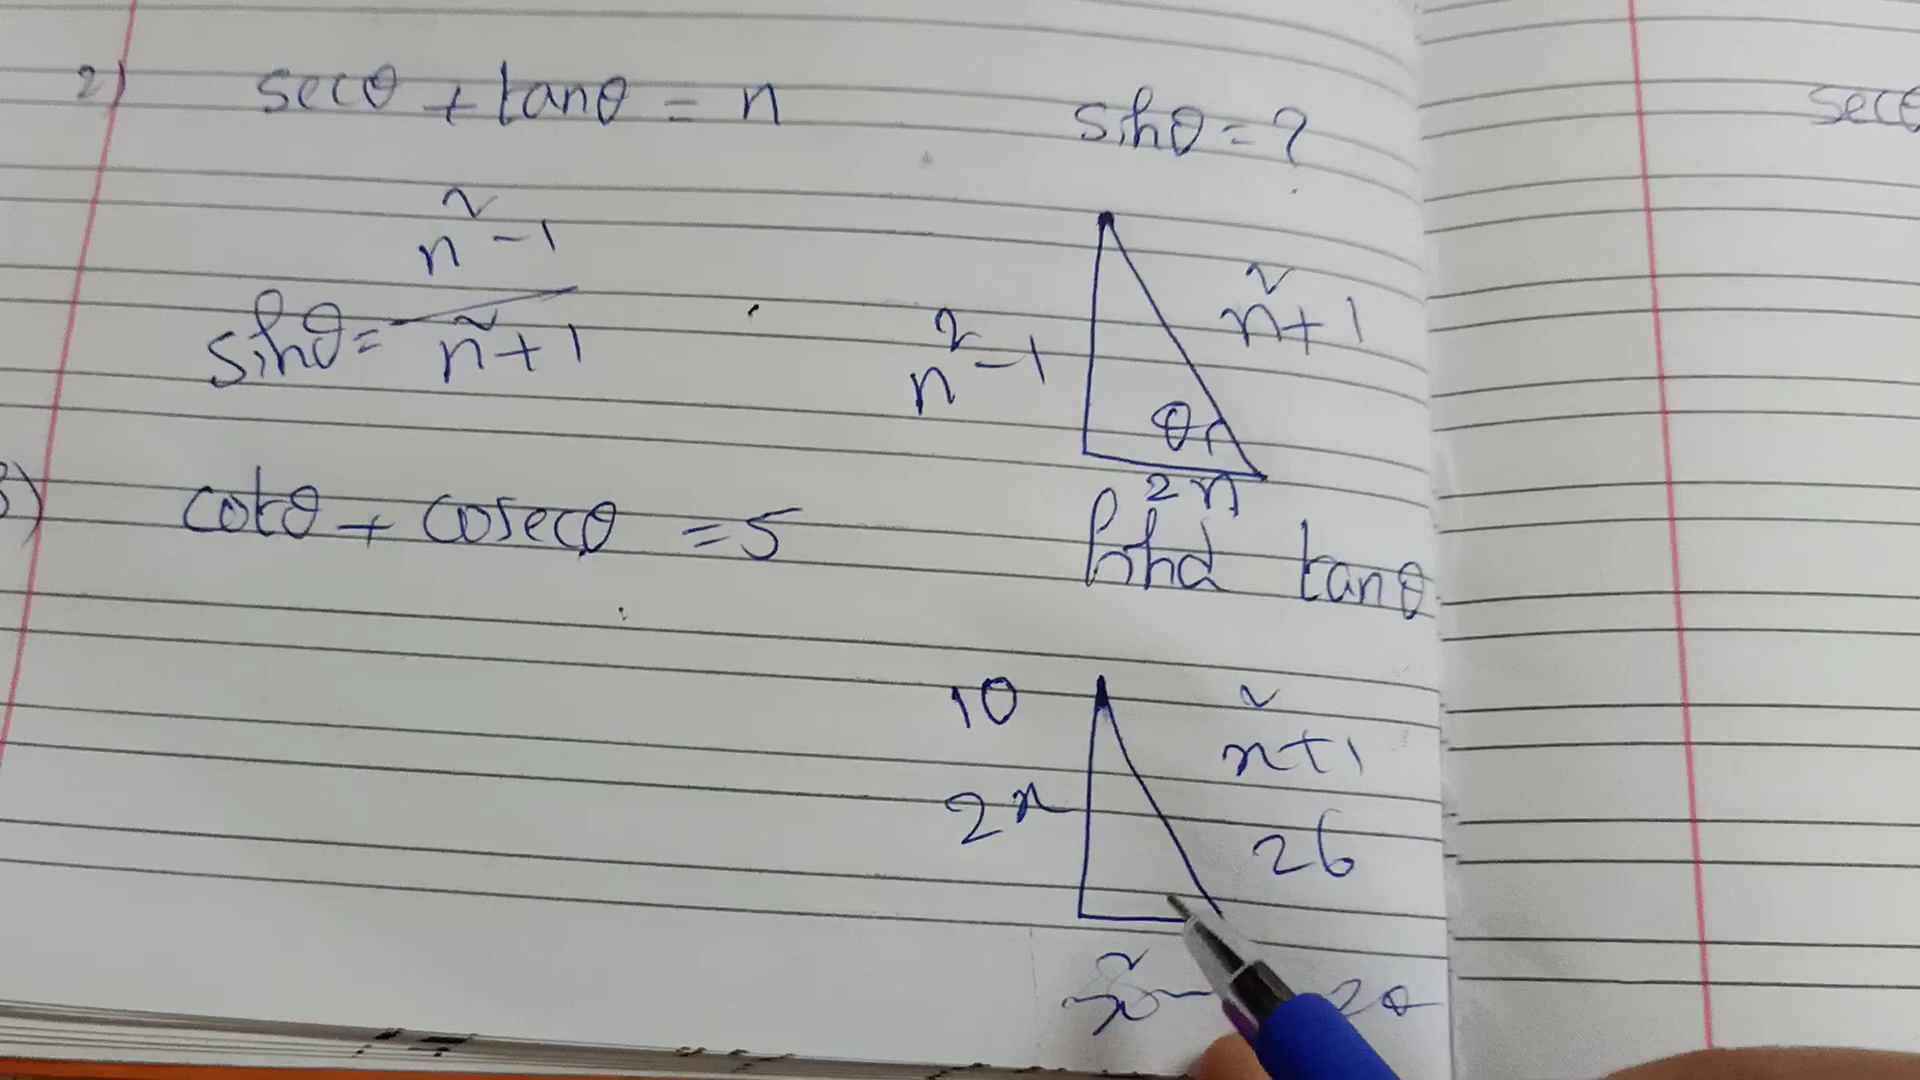 2) secθ + tanθ = n sinθ = ?
sinθ = n²-1 / n²+1
n²-1
n²+1
θ
2n
3) cotθ + cosecθ = 5 find tanθ
10
n²+1
2n
26